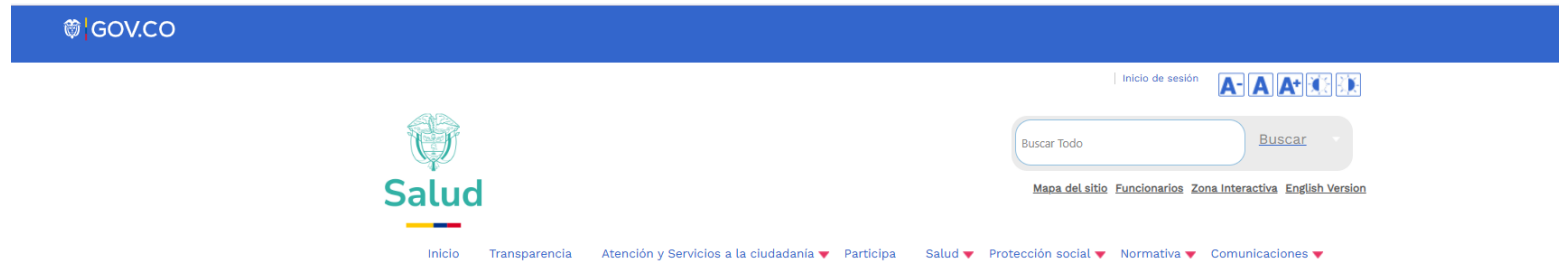 GOV.CO
Inicio de sesión A- A A+
Buscar Todo Buscar
Salud
Mapa del sitio Funcionarios Zona Interactiva English Version
Inicio Transparencia Atención y Servicios a la ciudadanía Participa Salud Protección social Normativa Comunicaciones